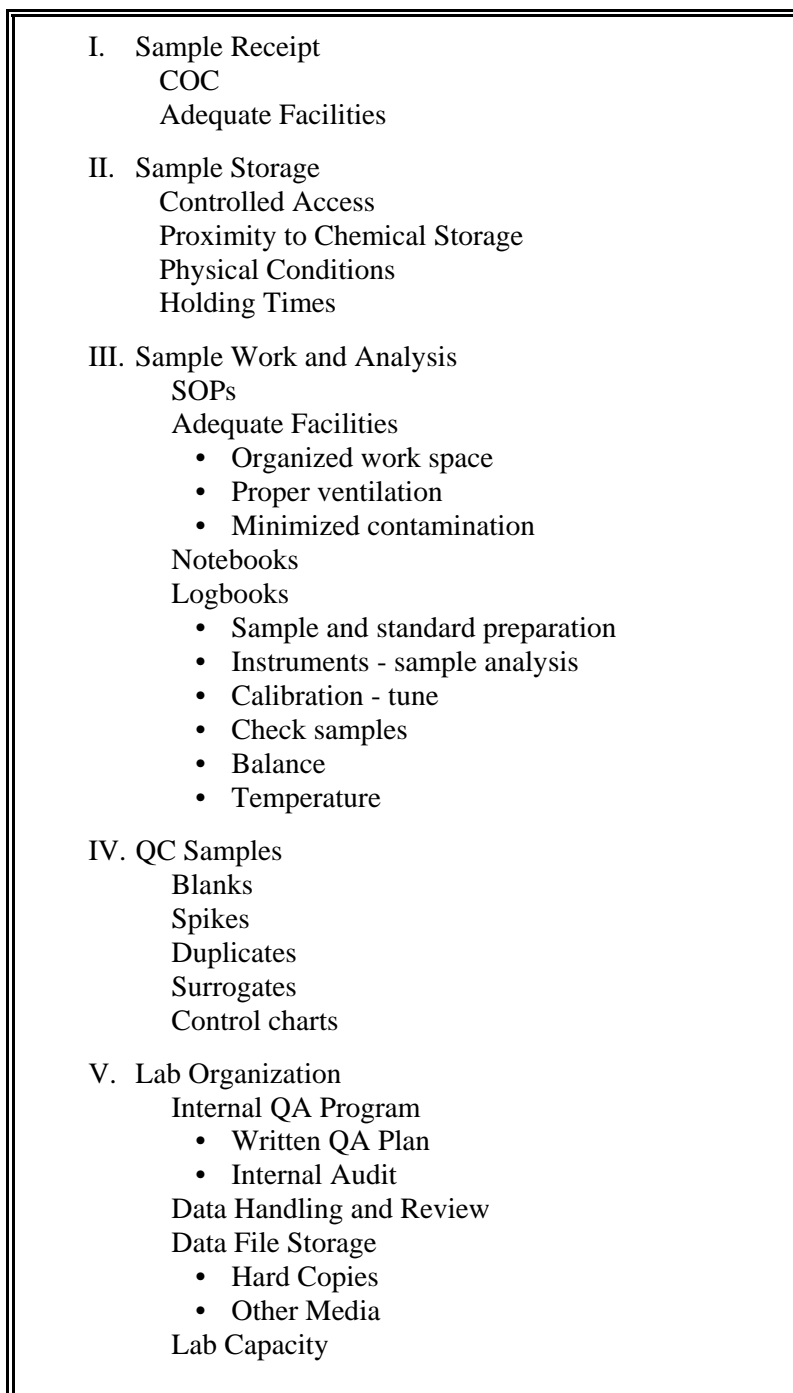 I. Sample Receipt
COC
Adequate Facilities
II. Sample Storage
Controlled Access
Proximity to Chemical Storage
Physical Conditions
Holding Times
III. Sample Work and Analysis
SOPs
Adequate Facilities
• Organized work space
• Proper ventilation
• Minimized contamination
Notebooks
Logbooks
• Sample and standard preparation
• Instruments - sample analysis
• Calibration - tune
• Check samples
• Balance
• Temperature
IV. QC Samples
Blanks
Spikes
Duplicates
Surrogates
Control charts
V. Lab Organization
Internal QA Program
• Written QA Plan
• Internal Audit
Data Handling and Review
Data File Storage
• Hard Copies
• Other Media
Lab Capacity